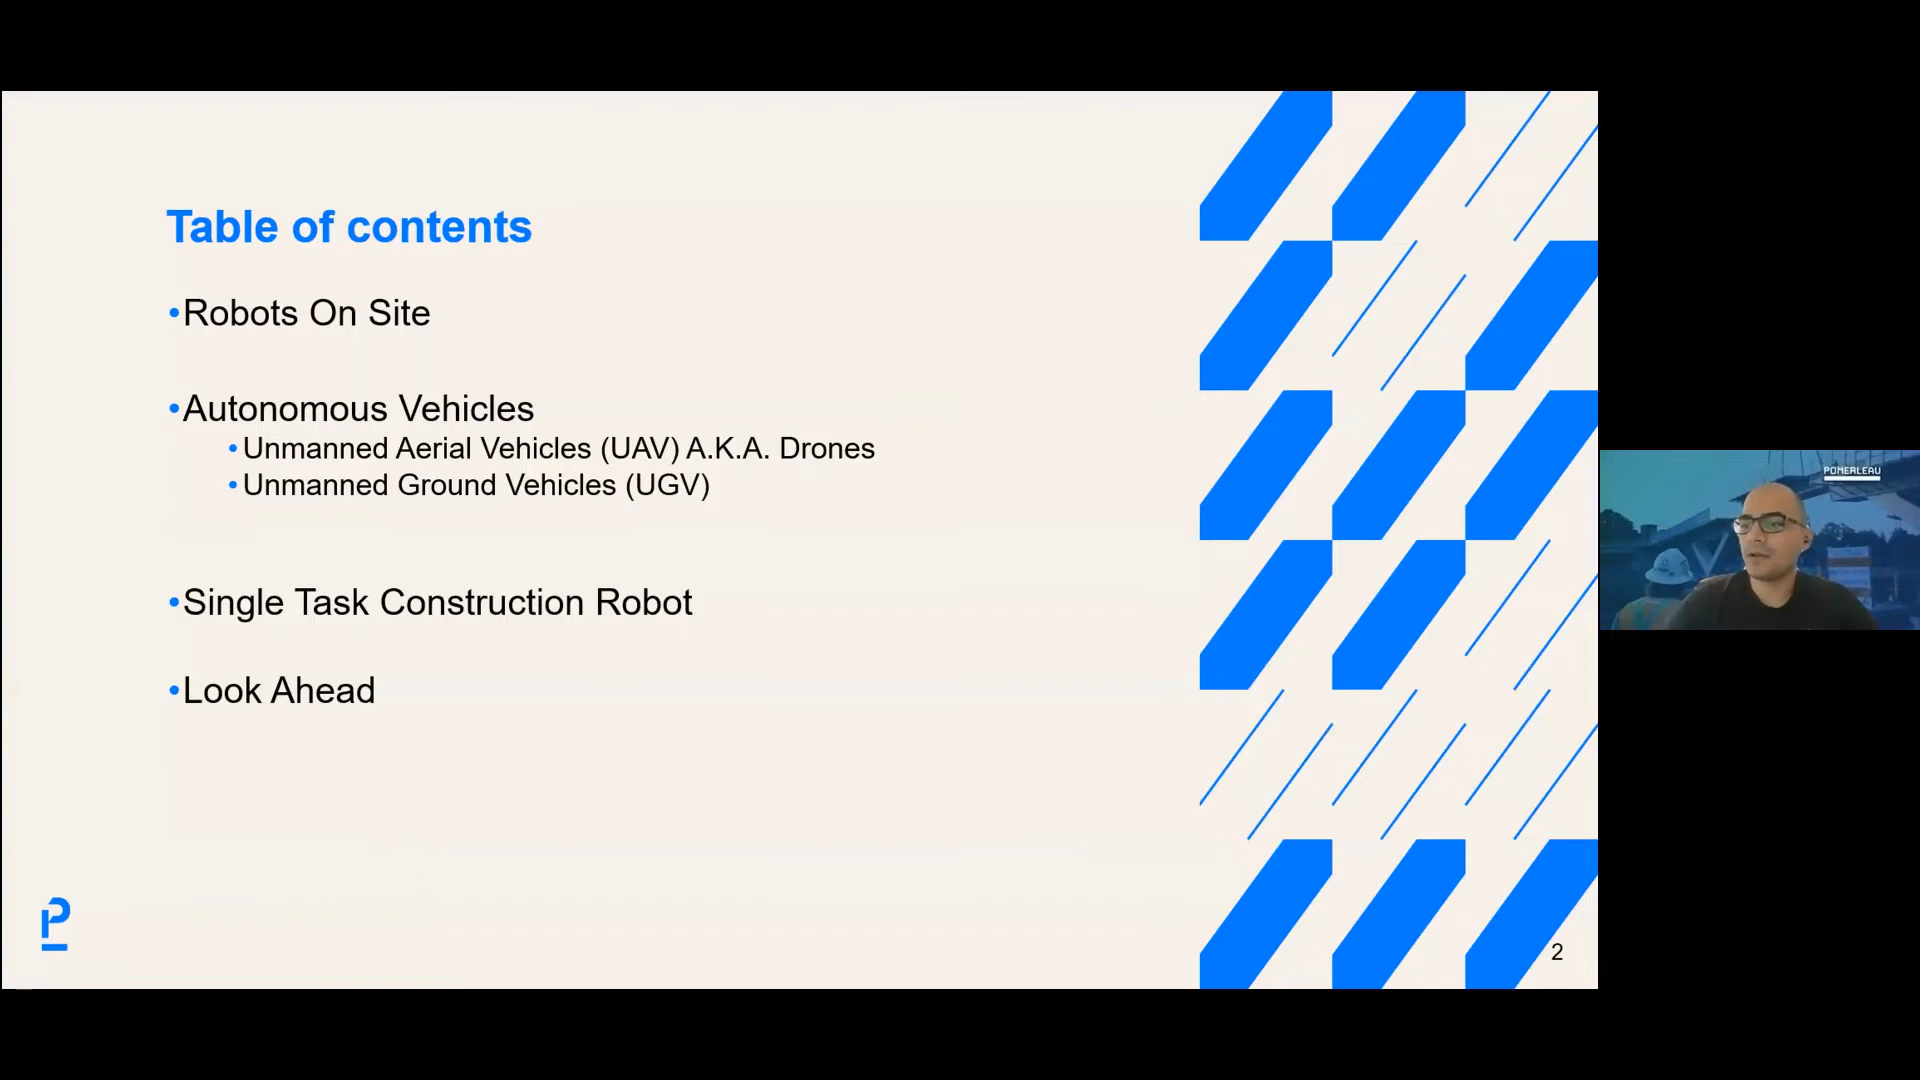 Table of contents
•Robots On Site
•Autonomous Vehicles
•Unmanned Aerial Vehicles (UAV) A.K.A. Drones
•Unmanned Ground Vehicles (UGV)
•Single Task Construction Robot
•Look Ahead
2
POMERLEAU